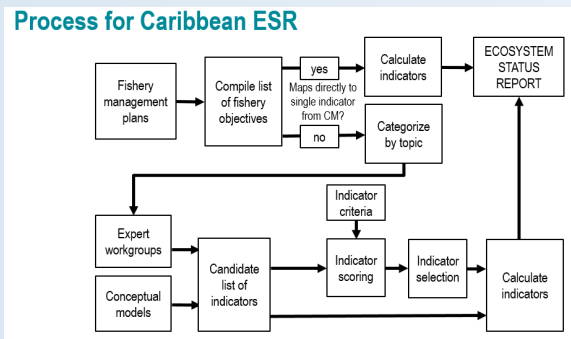 Process for Caribbean ESR
Fishery
management
plans
Compile list
of fishery
objectives
yes
Maps directly to
single indicator
from CM?
no
Calculate
indicators
ECOSYSTEM
STATUS
REPORT
Categorize
by topic
Expert
workgroups
Conceptual
models
Candidate
list of
indicators
Indicator
criteria
Indicator
scoring
Indicator
selection
Calculate
indicators